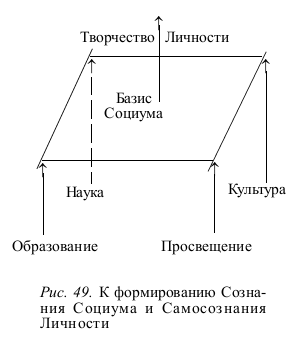 Творчество Личности
Базис
Социума
Наука
Культура
Образование
Просвещение
Рис. 49. К формированию Созна-
ния Социума и Самосознания
Личности